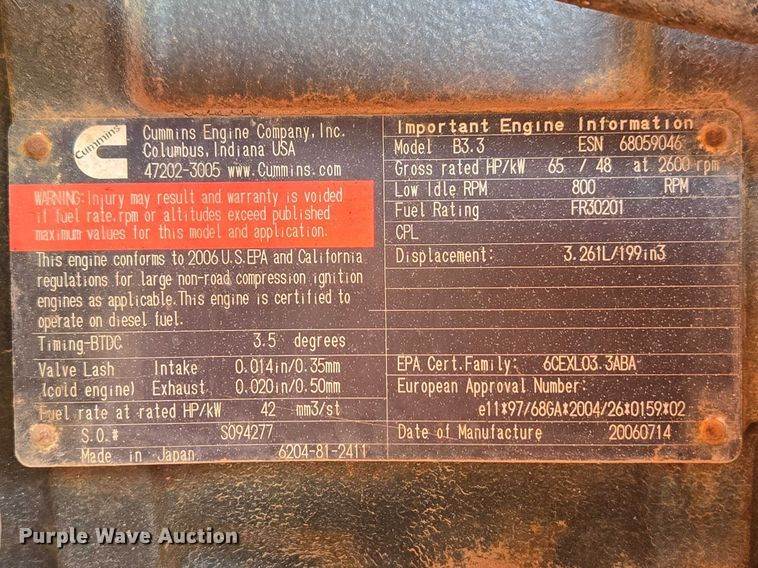 Cummins
Cummins Engine Company, Inc.
Columbus, Indiana USA
47202-3005 www.Cummins.com
WARNING: Injury may result and warranty is voided
if fuel rate.rpm or altitudes exceed published
maximum values for this model and application.
This engine conforms to 2006 U.S.EPA and California
regulations for large non-road compression ignition
engines as applicable.This engine is certified to
operate on diesel fuel.
Timing-BTDC 3.5 degrees
Valve Lash Intake 0.014in/0.35mm
(cold engine) Exhaust 0.020in/0.50mm
Fuel rate at rated HP/kW 42 mm3/st
S.O.# SO94277
Made in Japan 6204-81-2411
Important Engine Information
Model B3.3 ESN 68059046
Gross rated HP/kW 65 / 48 at 2600 rpm
Low Idle RPM 800 RPM
Fuel Rating FR30201
CPL
Displacement: 3.261L/199in3
EPA Cert.Family: 6CEXL03.3ABA
European Approval Number:
e11*97/68GA*2004/26*0159*02
Date of Manufacture 20060714
Purple Wave Auction